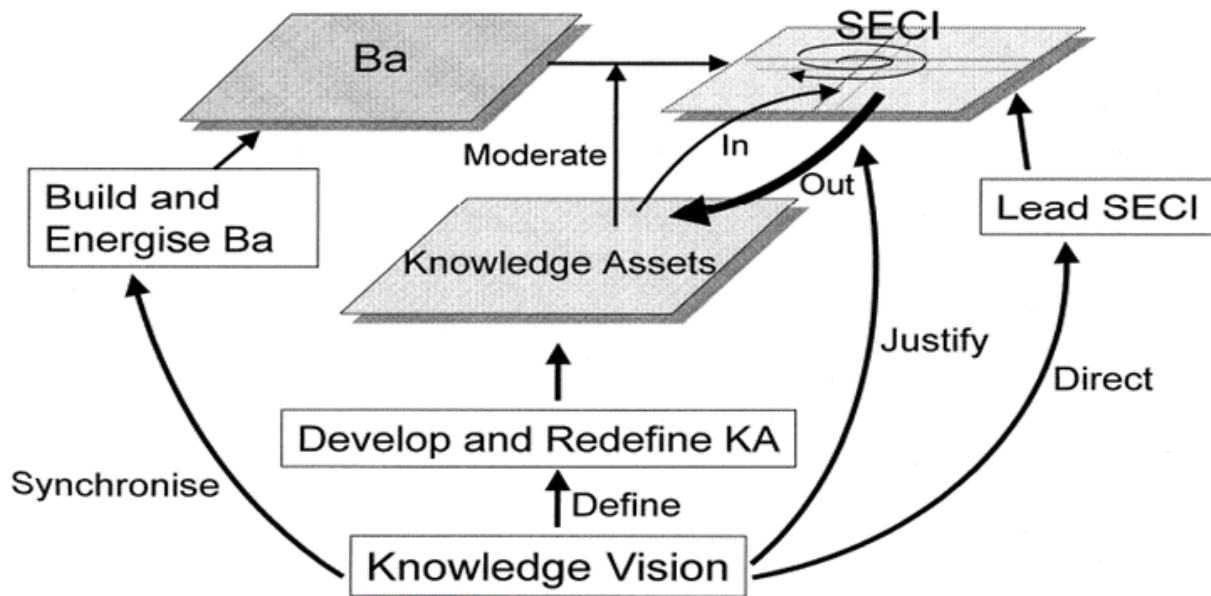 SECI
Ba
Moderate
In
Out
Build and
Energise Ba
Lead SECI
Knowledge Assets
Justify
Direct
Develop and Redefine KA
Synchronise
Define
Knowledge Vision